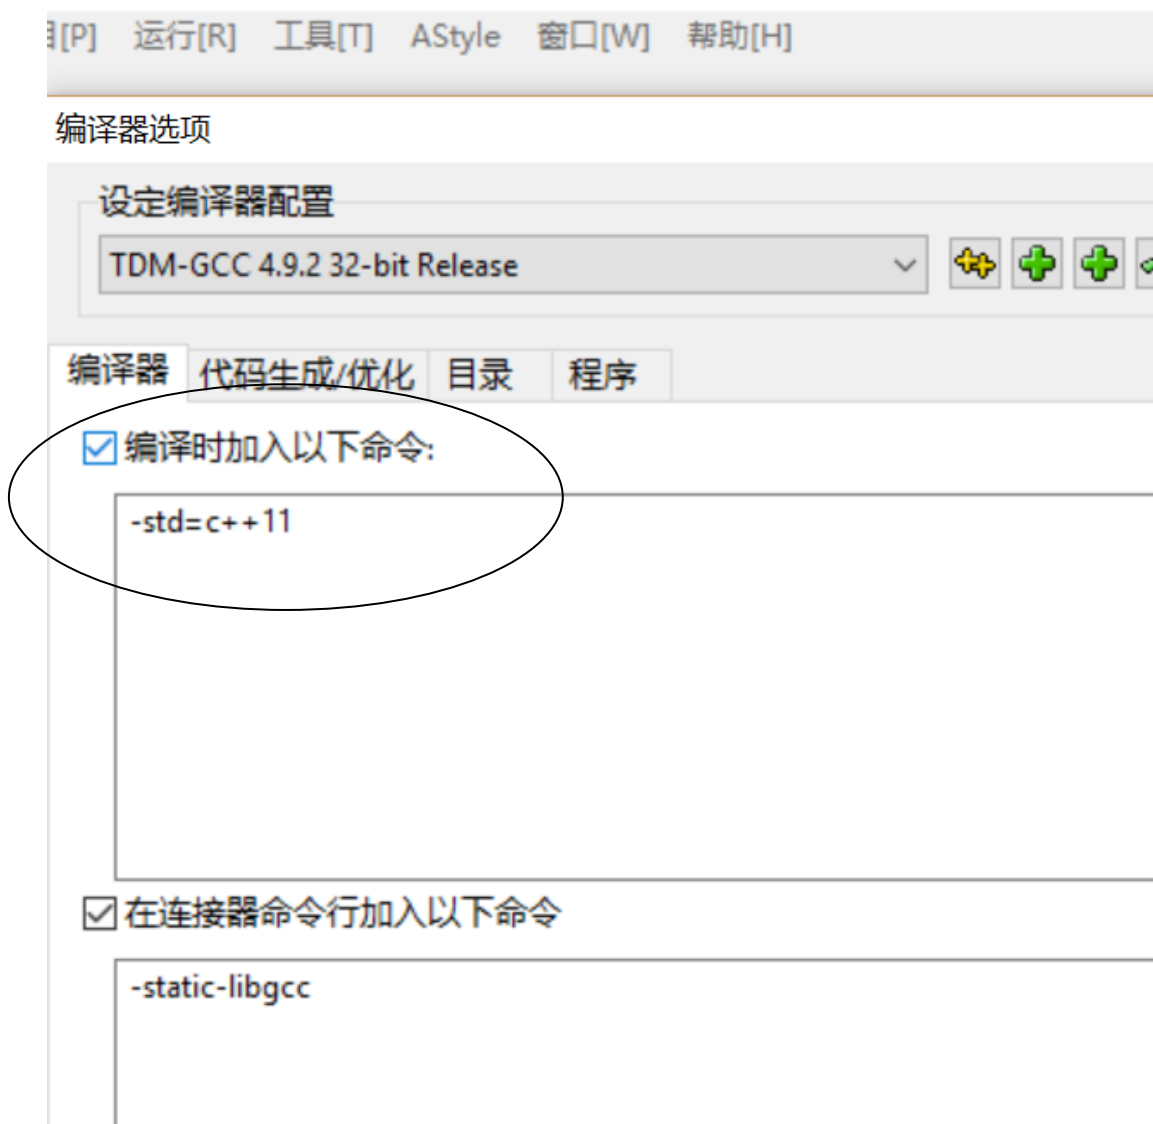 [P] 运行[R] 工具[T] AStyle 窗口[W] 帮助[H]
编译器选项
设定编译器配置
TDM-GCC 4.9.2 32-bit Release
编译器 代码生成/优化 目录 程序
编译时加入以下命令:
-std=c++11
在连接器命令行加入以下命令
-static-libgcc